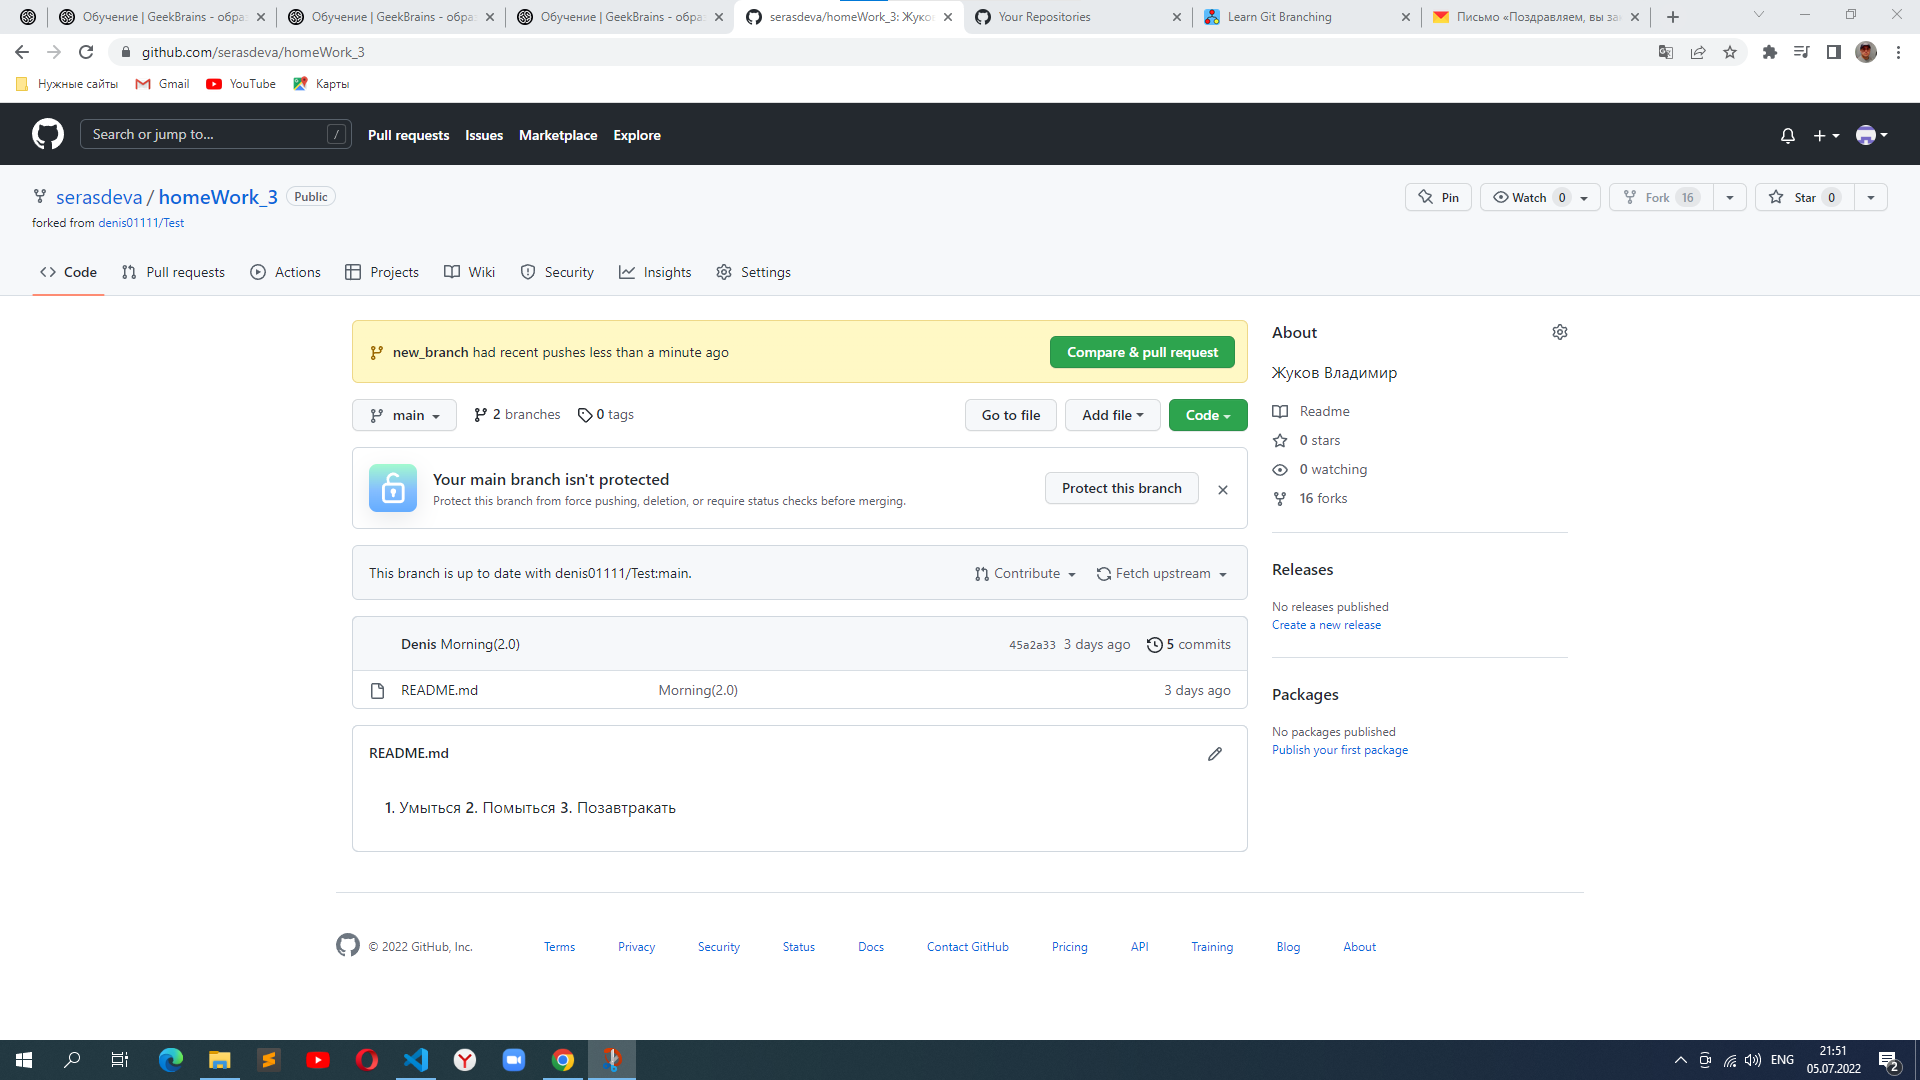 Обучение | GeekBrains - обра
Обучение | GeekBrains - обра
Обучение | GeekBrains - обра
serasdeva/homeWork_3: Жуко
Your Repositories
Learn Git Branching
Письмо «Поздравляем, вы за
github.com/serasdeva/homeWork_3
Нужные сайты
Gmail
YouTube
Карты
Search or jump to...
/
Pull requests
Issues
Marketplace
Explore
serasdeva / homeWork_3
Public
Pin
Watch 0
Fork 16
Star 0
forked from denis01111/Test
Code
Pull requests
Actions
Projects
Wiki
Security
Insights
Settings
new_branch had recent pushes less than a minute ago
Compare & pull request
main
2 branches
0 tags
Go to file
Add file
Code
Your main branch isn't protected
Protect this branch from force pushing, deletion, or require status checks before merging.
Protect this branch
This branch is up to date with denis01111/Test:main.
Contribute
Fetch upstream
Denis Morning(2.0)
45a2a33 3 days ago
5 commits
README.md
Morning(2.0)
3 days ago
README.md
1. Умыться 2. Помыться 3. Позавтракать
About
Жуков Владимир
Readme
0 stars
0 watching
16 forks
Releases
No releases published
Create a new release
Packages
No packages published
Publish your first package
© 2022 GitHub, Inc.
Terms
Privacy
Security
Status
Docs
Contact GitHub
Pricing
API
Training
Blog
About
ENG
21:51
05.07.2022
2